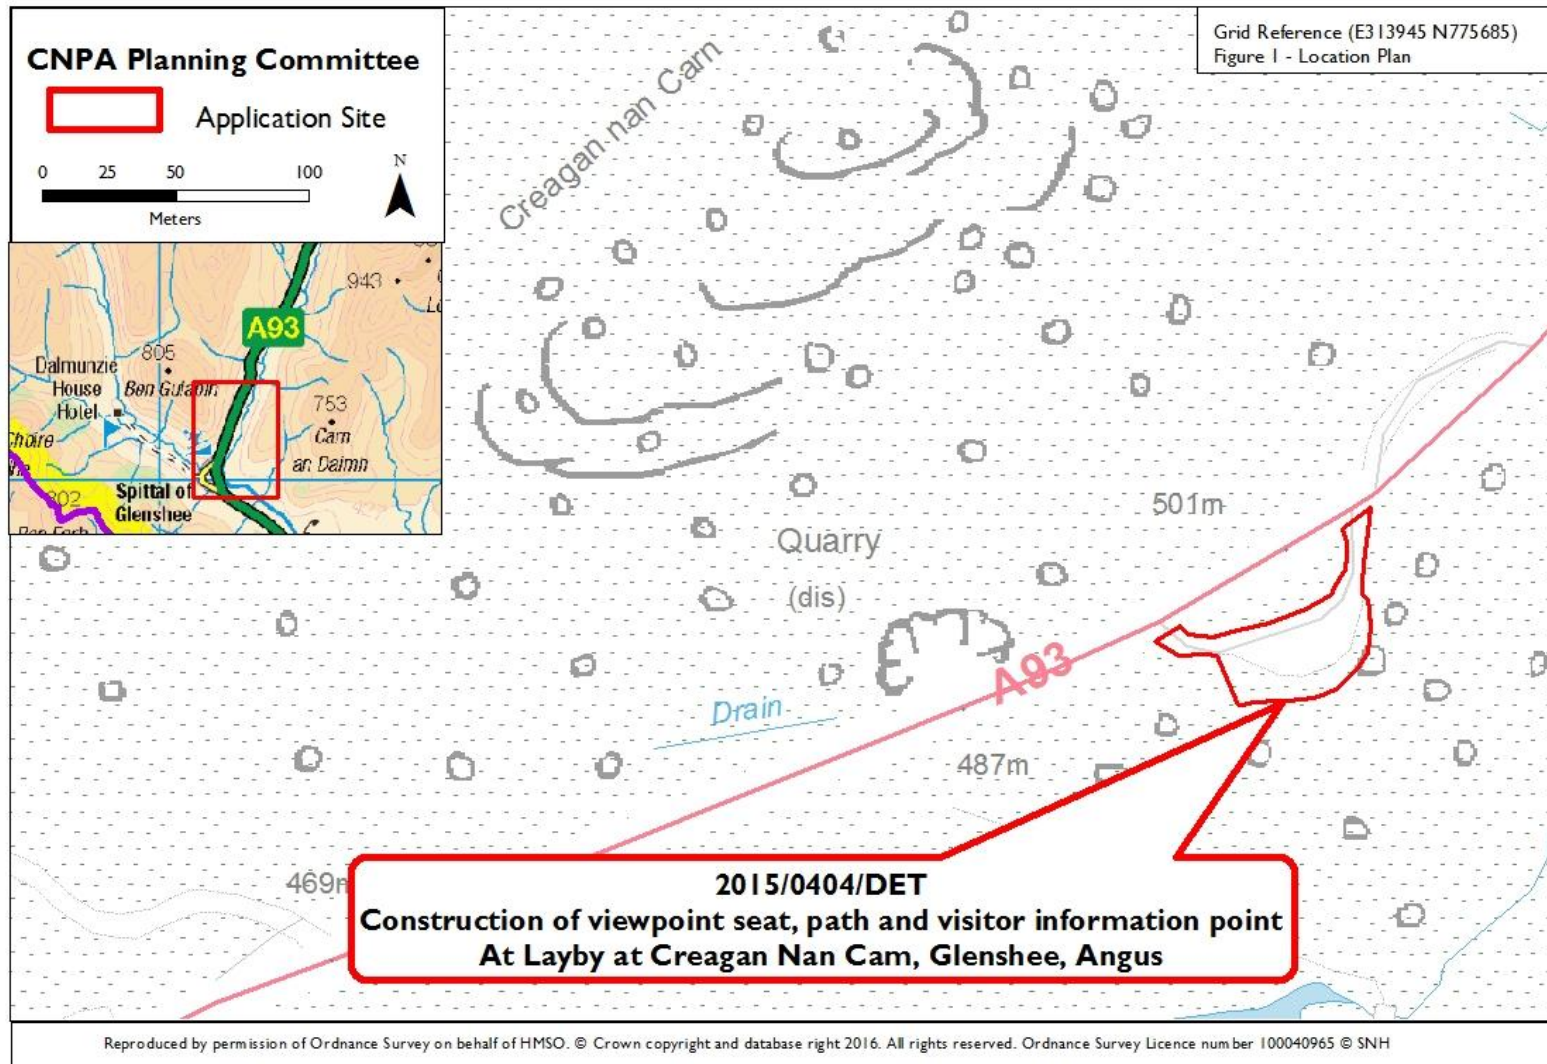 CNPA Planning Committee
Application Site
0 25 50 100
Meters
N
Grid Reference (E313945 N775685)
Figure 1 - Location Plan
Creagan nan Carn
943
A93
805
Dalmunzie
House
Hotel
Ben Gulabin
753
Carn
an Daimh
Choire
802
Spittal of
Glenshee
501m
Quarry
(dis)
A93
Drain
487m
469m
2015/0404/DET
Construction of viewpoint seat, path and visitor information point
At Layby at Creagan Nan Cam, Glenshee, Angus
Reproduced by permission of Ordnance Survey on behalf of HMSO. © Crown copyright and database right 2016. All rights reserved. Ordnance Survey Licence number 100040965 © SNH